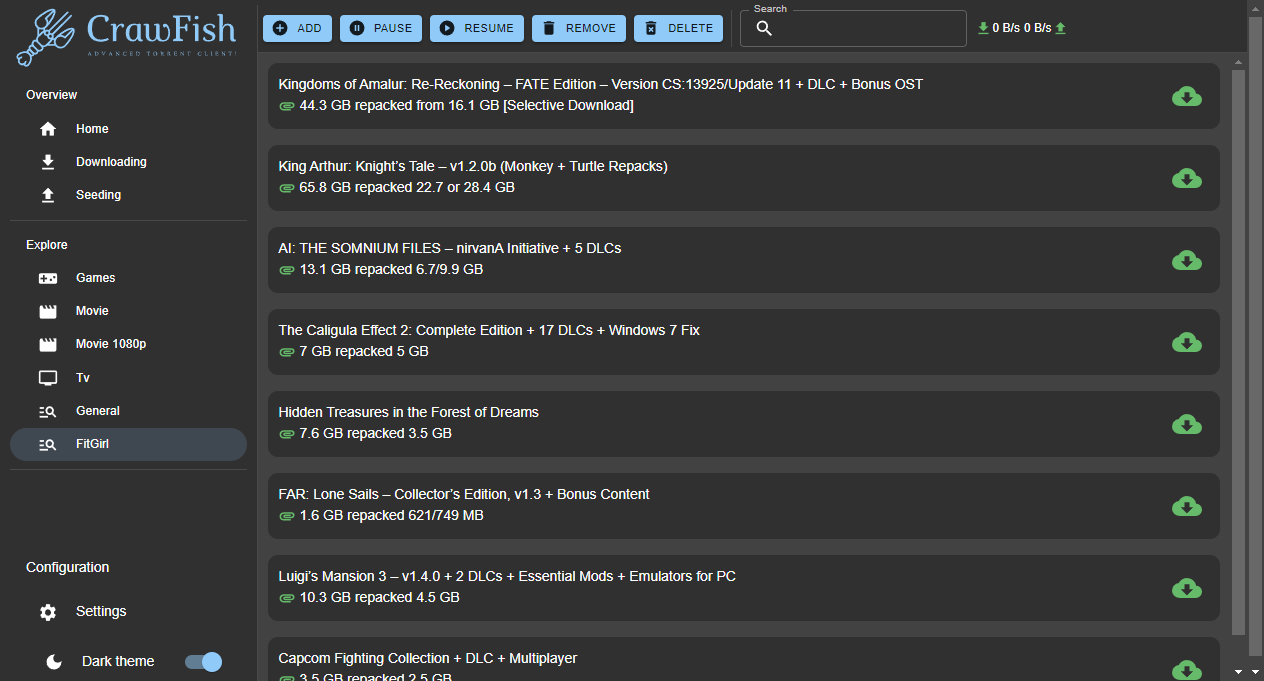 CrawFish
ADVANCED TORRENT CLIENT!
Overview
Home
Downloading
Seeding
Explore
Games
Movie
Movie 1080p
Tv
General
FitGirl
Configuration
Settings
Dark theme
ADD
PAUSE
RESUME
REMOVE
DELETE
Search
0 B/s 0 B/s
Kingdoms of Amalur: Re-Reckoning – FATE Edition – Version CS:13925/Update 11 + DLC + Bonus OST
44.3 GB repacked from 16.1 GB [Selective Download]
King Arthur: Knight’s Tale – v1.2.0b (Monkey + Turtle Repacks)
65.8 GB repacked 22.7 or 28.4 GB
AI: THE SOMNIUM FILES – nirvanA Initiative + 5 DLCs
13.1 GB repacked 6.7/9.9 GB
The Caligula Effect 2: Complete Edition + 17 DLCs + Windows 7 Fix
7 GB repacked 5 GB
Hidden Treasures in the Forest of Dreams
7.6 GB repacked 3.5 GB
FAR: Lone Sails – Collector’s Edition, v1.3 + Bonus Content
1.6 GB repacked 621/749 MB
Luigi’s Mansion 3 – v1.4.0 + 2 DLCs + Essential Mods + Emulators for PC
10.3 GB repacked 4.5 GB
Capcom Fighting Collection + DLC + Multiplayer
3.5 GB repacked 2.5 GB